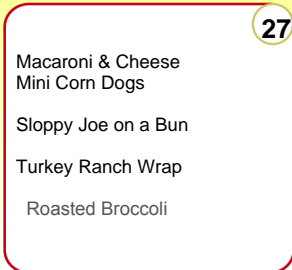 27
Macaroni & Cheese
Mini Corn Dogs
Sloppy Joe on a Bun
Turkey Ranch Wrap
Roasted Broccoli